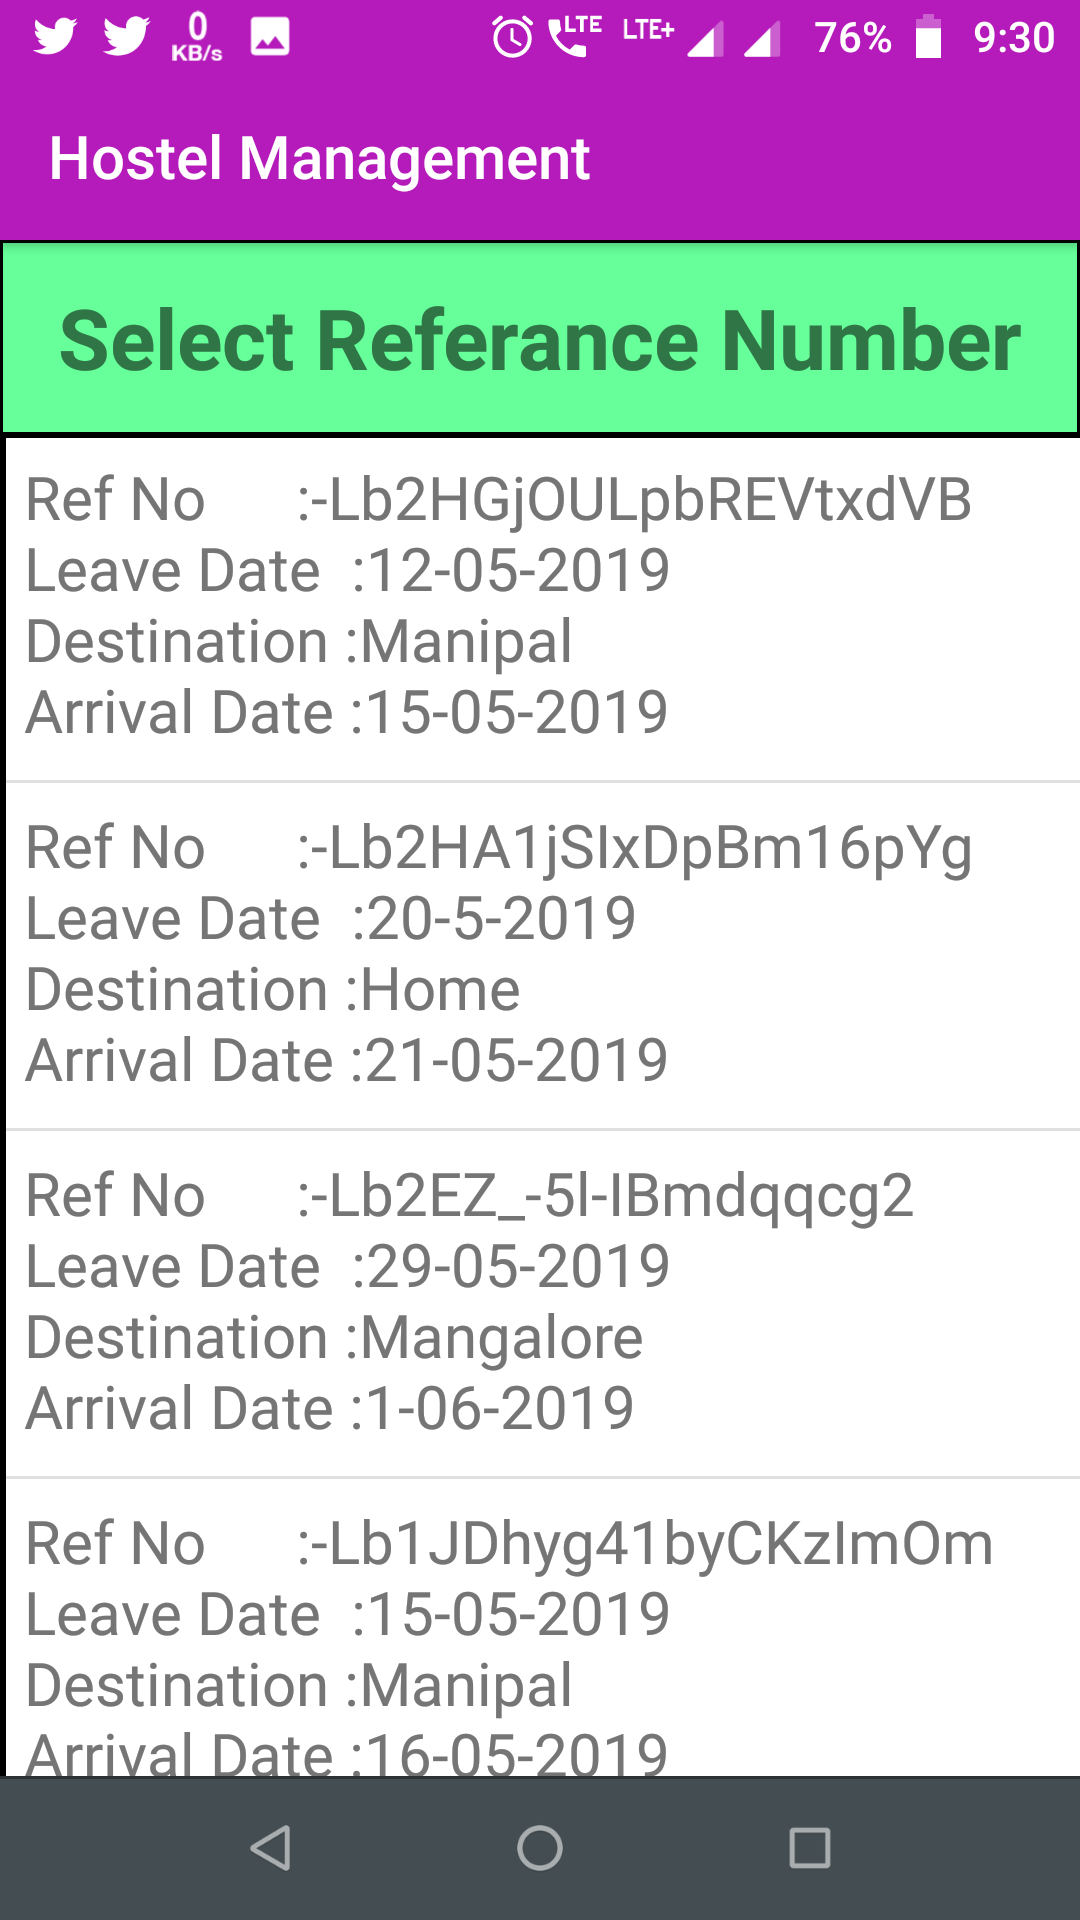 0 KB/s LTE LTE+ 76% 9:30
Hostel Management
Select Referance Number
Ref No :-Lb2HGjOULpbREVtxdVB
Leave Date :12-05-2019
Destination :Manipal
Arrival Date :15-05-2019
Ref No :-Lb2HA1jSIxDpBm16pYg
Leave Date :20-5-2019
Destination :Home
Arrival Date :21-05-2019
Ref No :-Lb2EZ_-5l-IBmdqqcg2
Leave Date :29-05-2019
Destination :Mangalore
Arrival Date :1-06-2019
Ref No :-Lb1JDhyg41byCKzImOm
Leave Date :15-05-2019
Destination :Manipal
Arrival Date :16-05-2019